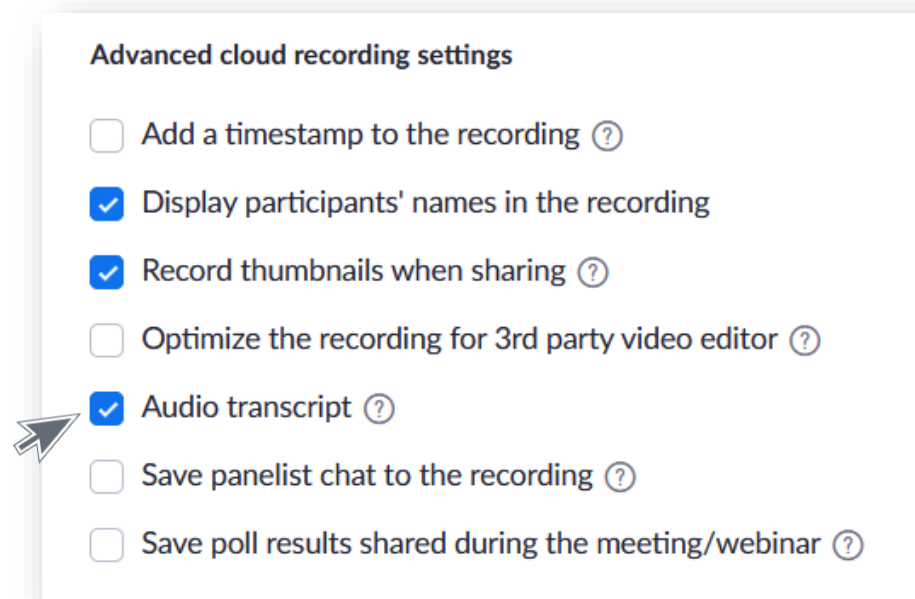 Advanced cloud recording settings
Add a timestamp to the recording ?
Display participants' names in the recording
Record thumbnails when sharing ?
Optimize the recording for 3rd party video editor ?
Audio transcript ?
Save panelist chat to the recording ?
Save poll results shared during the meeting/webinar ?